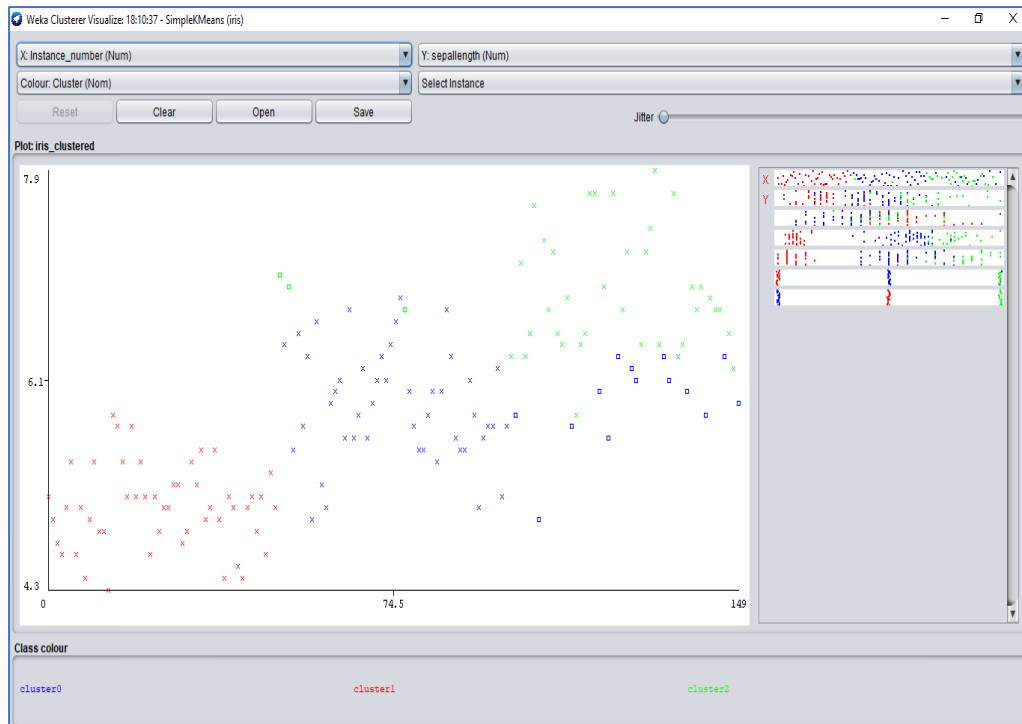 Weka Clusterer Visualize: 18:10:37 - SimpleKMeans (iris)
X: Instance_number (Num) Y: sepallength (Num)
Colour: Cluster (Nom) Select Instance
Reset Clear Open Save Jitter
Plot: iris_clustered
7.9
X
Y
6.1
4.3
0 74.5 149
Class colour
cluster0 cluster1 cluster2